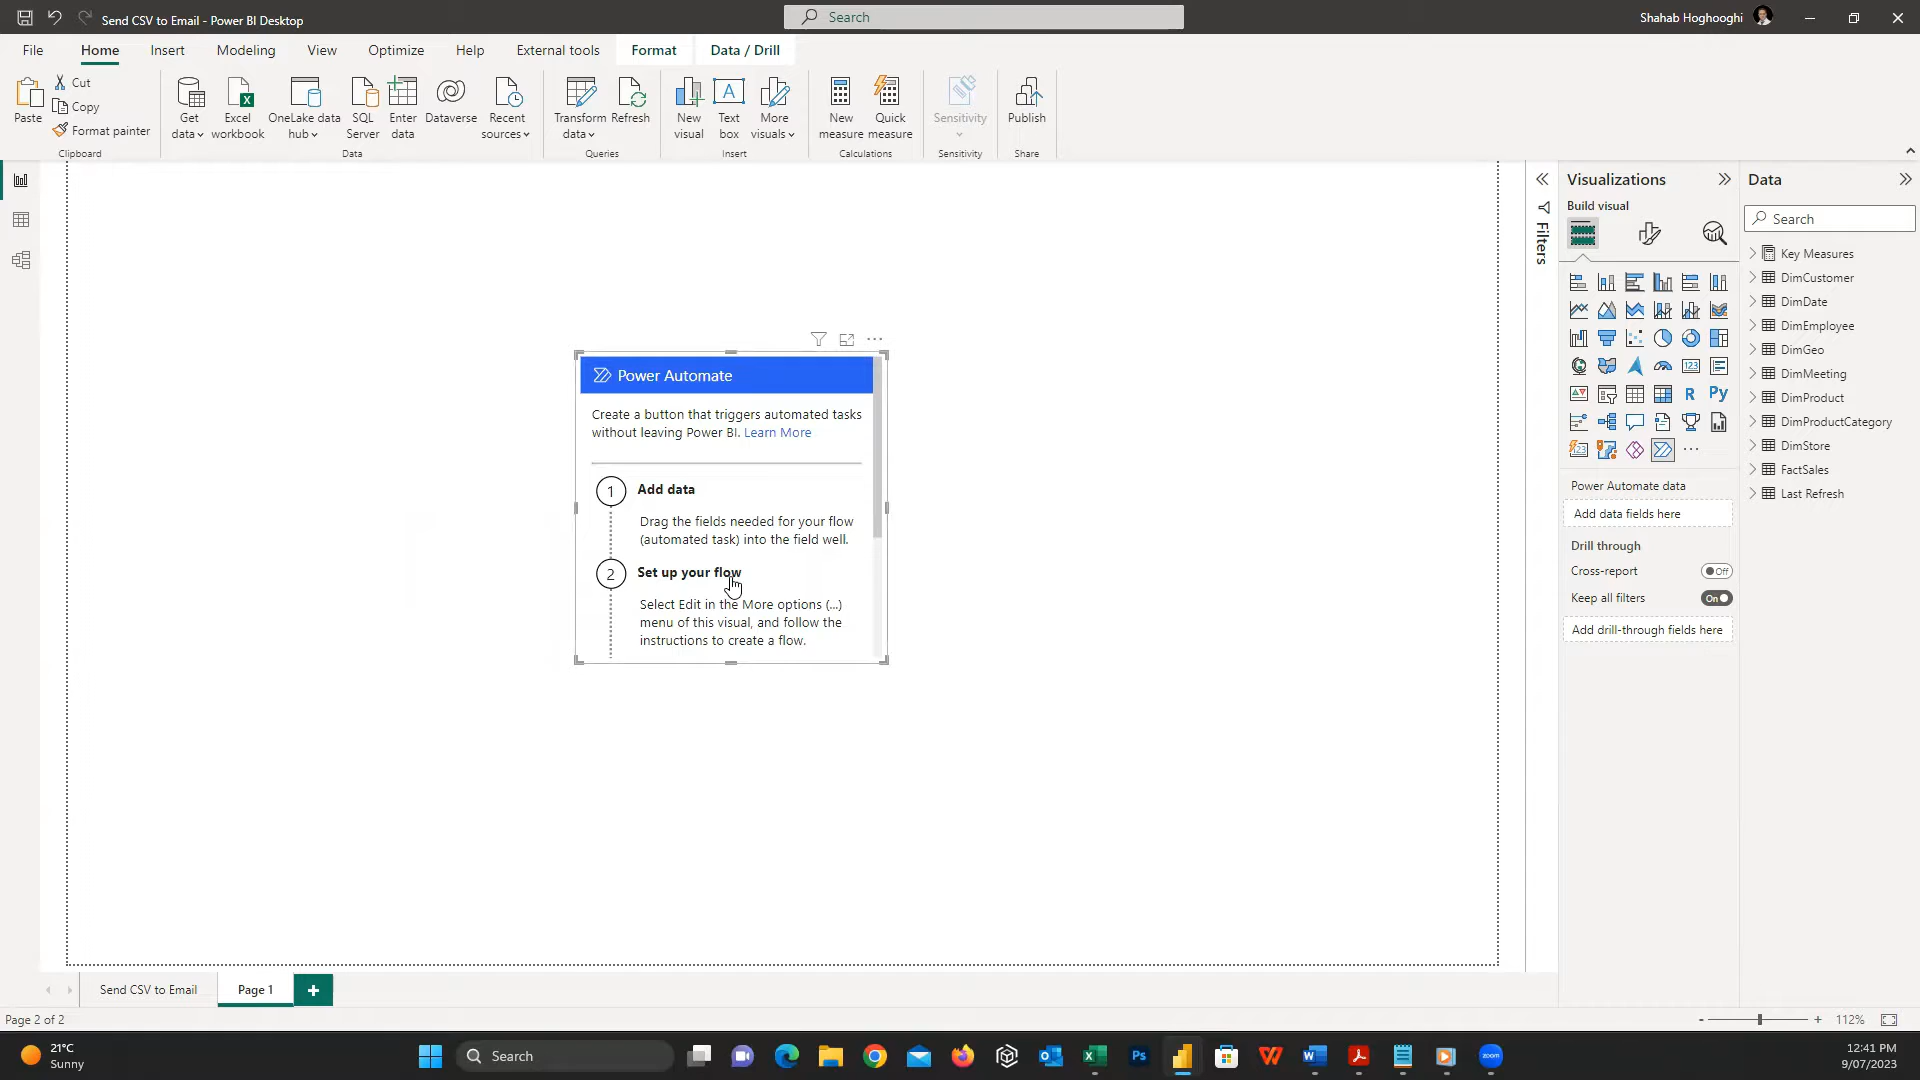 Send CSV to Email - Power BI Desktop
Search
Shahab Hoghooghi
File
Home
Insert
Modeling
View
Optimize
Help
External tools
Format
Data / Drill
Paste
Cut
Copy
Format painter
Clipboard
Get
data
Excel
workbook
OneLake data
hub
SQL
Server
Enter
data
Dataverse
Recent
sources
Data
Transform
data
Refresh
Queries
New
visual
A
Text
box
More
visuals
Insert
New
measure
Quick
measure
Calculations
Sensitivity
Sensitivity
Publish
Share
Power Automate
Create a button that triggers automated tasks
without leaving Power BI. Learn More
1
Add data
Drag the fields needed for your flow
(automated task) into the field well.
2
Set up your flow
Select Edit in the More options (...)
menu of this visual, and follow the
instructions to create a flow.
Filters
Visualizations
Build visual
123
R
Py
123
Power Automate data
Add data fields here
Drill through
Cross-report
Off
Keep all filters
On
Add drill-through fields here
Data
Search
Key Measures
DimCustomer
DimDate
DimEmployee
DimGeo
DimMeeting
DimProduct
DimProductCategory
DimStore
FactSales
Last Refresh
Send CSV to Email
Page 1
+
Page 2 of 2
-
+
112%
21°C
Sunny
Search
Ps
zoom
12:41 PM
9/07/2023